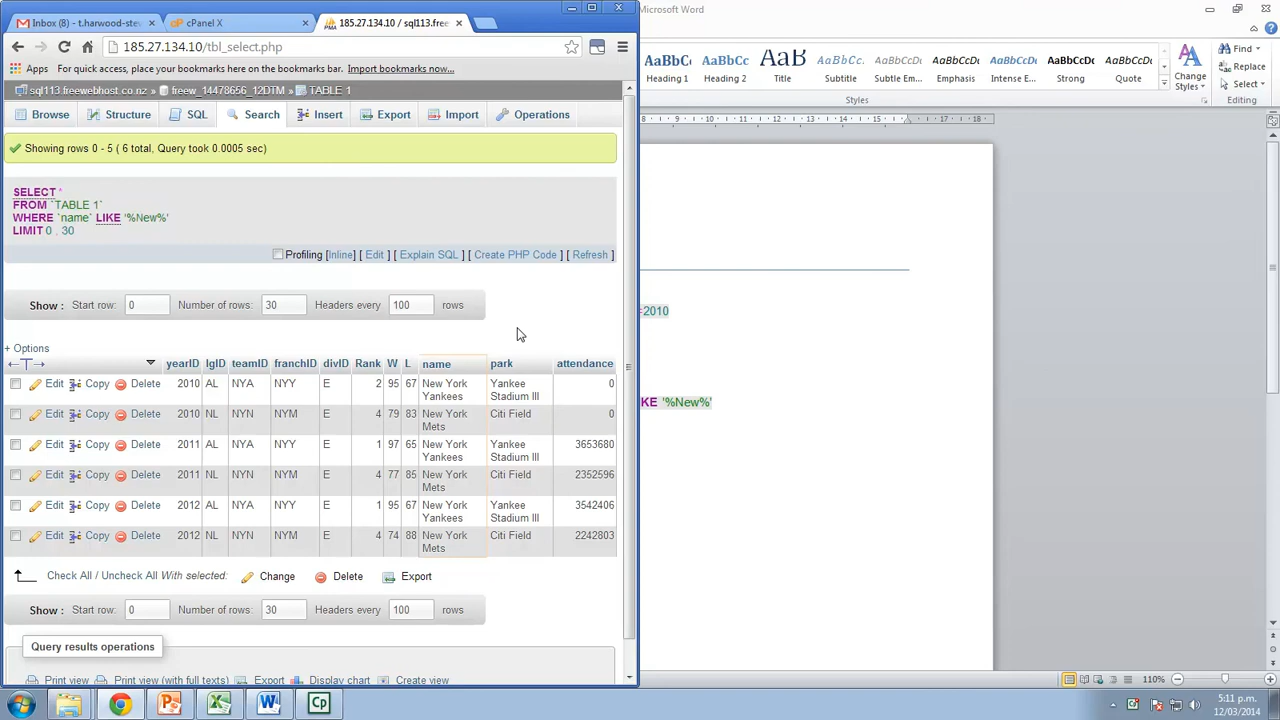 Inbox (0) - t.harwood-ste
cPanel X
185.27.134.10 / sql113.free
185.27.134.10/tbl_select.php
Apps For quick access, place your bookmarks here on the bookmarks bar. Import bookmarks now...
sql113.freewebhost.co.nz » freew_14478656_12DTM » TABLE 1
Browse Structure SQL Search Insert Export Import Operations
Showing rows 0 - 5 ( 6 total, Query took 0.0005 sec)
SELECT *
FROM `TABLE 1`
WHERE `name` LIKE '%New%'
LIMIT 0 , 30
Profiling [Inline] [ Edit ] [ Explain SQL ] [ Create PHP Code ] [ Refresh ]
Show : Start row: 0 Number of rows: 30 Headers every 100 rows
+ Options
←T→ yearID lgID teamID franchID divID Rank W L name park attendance
Edit Copy Delete 2010 AL NYA NYY E 2 95 67 New York Yankee 0
Yankees Stadium III
Edit Copy Delete 2010 NL NYN NYM E 4 79 83 New York Citi Field 0
Mets
Edit Copy Delete 2011 AL NYA NYY E 1 97 65 New York Yankee 3653680
Yankees Stadium III
Edit Copy Delete 2011 NL NYN NYM E 4 77 85 New York Citi Field 2352596
Mets
Edit Copy Delete 2012 AL NYA NYY E 1 95 67 New York Yankee 3542406
Yankees Stadium III
Edit Copy Delete 2012 NL NYN NYM E 4 74 88 New York Citi Field 2242803
Mets
Check All / Uncheck All With selected: Change Delete Export
Show : Start row: 0 Number of rows: 30 Headers every 100 rows
Query results operations
Print view Print view (with full texts) Export Display chart Create view
Microsoft Word
AaBbCc AaBbCc AaB AaBbCc. AaBbCcDc AaBbCcDc AaBbCcDc AaBbCcDc AaBbCcDc
Heading 1 Heading 2 Title Subtitle Subtle Em... Emphasis Intense E... Strong Quote
Change
Styles
Find
Replace
Select
Styles Editing
8 9 10 11 12 13 14 15 16 17 18
=2010
KE '%New%'
110%
5:11 p.m.
12/03/2014